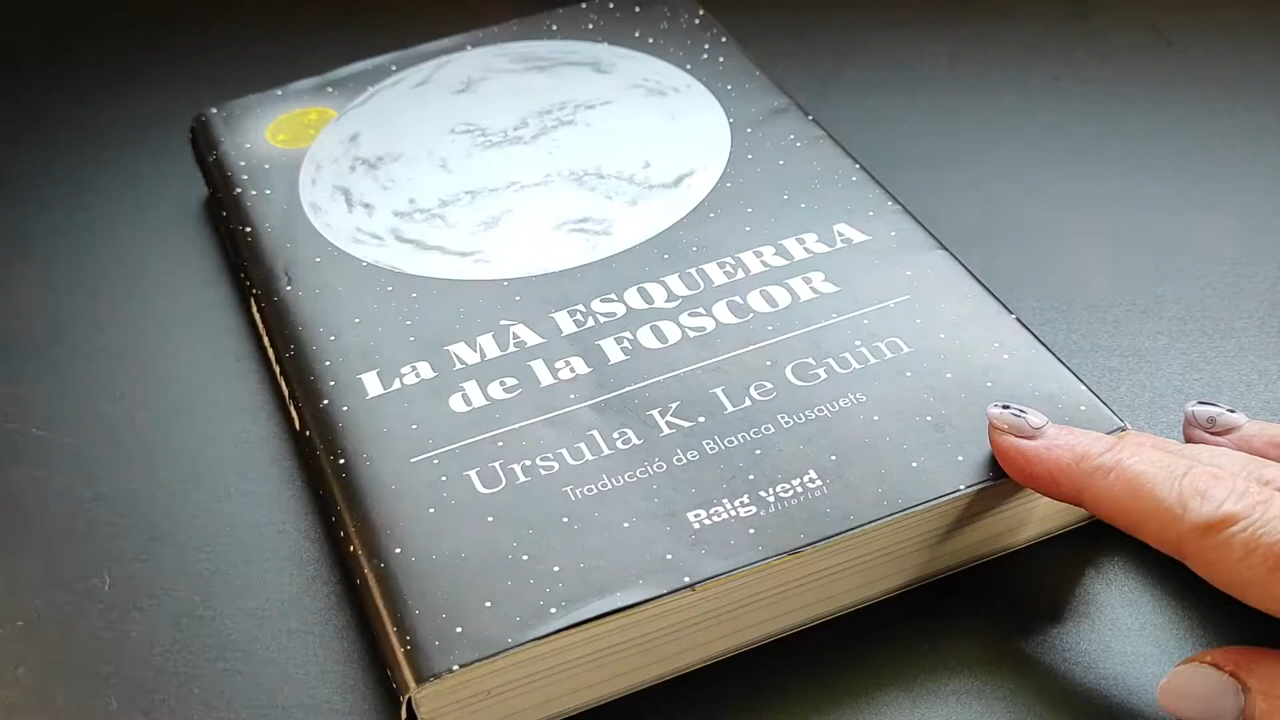 La MÀ ESQUERRA
de la FOSCOR
Ursula K. Le Guin
Traducció de Blanca Busquets
Raig verd
editorial